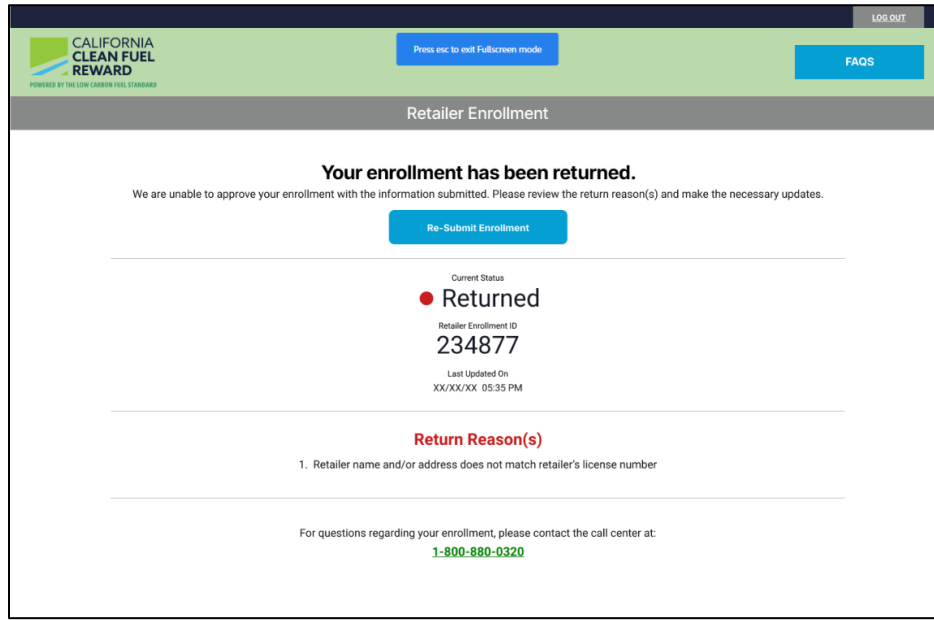 LOG OUT
CALIFORNIA
CLEAN FUEL
REWARD
POWERED BY THE LOW CARBON FUEL STANDARD
Press esc to exit Fullscreen mode
FAQS
Retailer Enrollment
Your enrollment has been returned.
We are unable to approve your enrollment with the information submitted. Please review the return reason(s) and make the necessary updates.
Re-Submit Enrollment
Current Status
Returned
Retailer Enrollment ID
234877
Last Updated On
XX/XX/XX 05:35 PM
Return Reason(s)
1. Retailer name and/or address does not match retailer's license number
For questions regarding your enrollment, please contact the call center at:
1-800-880-0320